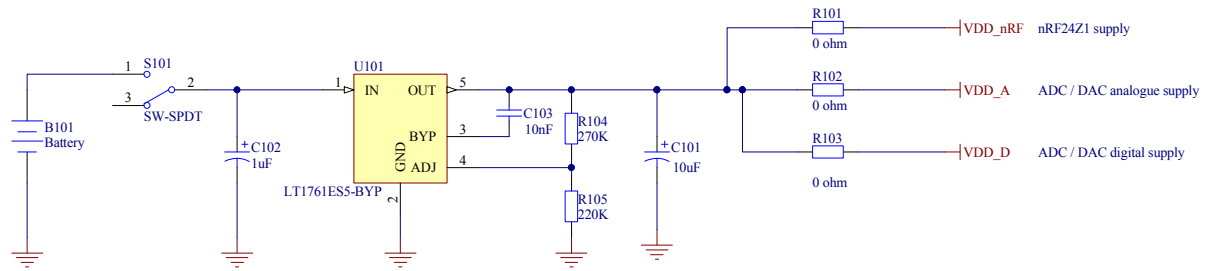 R101
VDD_nRF nRF24Z1 supply
0 ohm
S101
1
2
3
SW-SPDT
B101
Battery
C102
1uF
U101
1 IN OUT 5
BYP 3
GND
ADJ 4
2
LT1761ES5-BYP
C103
10nF
R104
270K
R105
220K
C101
10uF
R102
VDD_A ADC / DAC analogue supply
0 ohm
R103
VDD_D ADC / DAC digital supply
0 ohm